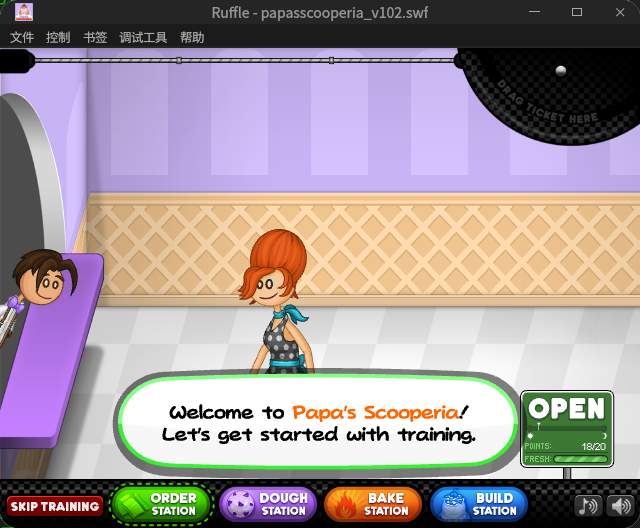 Ruffle - papasscooperia_v102.swf
文件 控制 书签 调试工具 帮助
DRAG TICKET HERE
Welcome to Papa's Scooperia!
Let's get started with training.
OPEN
POINTS: 18/20
FRESH:
SKIP TRAINING
ORDER STATION
DOUGH STATION
BAKE STATION
BUILD STATION